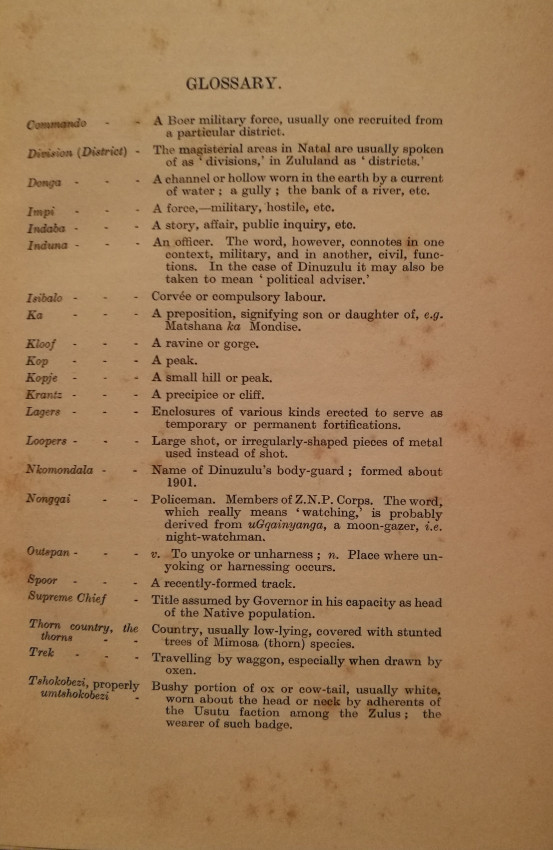 GLOSSARY.
Commando - - A Boer military force, usually one recruited from
a particular district.
Division (District) - The magisterial areas in Natal are usually spoken
of as ‘ divisions,’ in Zululand as ‘ districts.’
Donga - - - A channel or hollow worn in the earth by a current
of water ; a gully ; the bank of a river, etc.
Impi - - - A force,—military, hostile, etc.
Indaba - - - A story, affair, public inquiry, etc.
Induna - - - An officer. The word, however, connotes in one
context, military, and in another, civil, func-
tions. In the case of Dinuzulu it may also be
taken to mean ‘ political adviser.’
Isibalo - - - Corvée or compulsory labour.
Ka - - - A preposition, signifying son or daughter of, e.g.
Matshana ka Mondise.
Kloof - - - A ravine or gorge.
Kop - - - A peak.
Kopje - - - A small hill or peak.
Krantz - - - A precipice or cliff.
Lagers - - - Enclosures of various kinds erected to serve as
temporary or permanent fortifications.
Loopers - - - Large shot, or irregularly-shaped pieces of metal
used instead of shot.
Nkomondala - - Name of Dinuzulu's body-guard ; formed about
1901.
Nongqai - - Policeman. Members of Z.N.P. Corps. The word,
which really means ‘ watching,’ is probably
derived from uGqainyanga, a moon-gazer, i.e.
night-watchman.
Outspan - - - v. To unyoke or unharness ; n. Place where un-
yoking or harnessing occurs.
Spoor - - - A recently-formed track.
Supreme Chief - Title assumed by Governor in his capacity as head
of the Native population.
Thorn country, the Country, usually low-lying, covered with stunted
thorns - - trees of Mimosa (thorn) species.
Trek - - - Travelling by waggon, especially when drawn by
oxen.
Tshokobezi, properly Bushy portion of ox or cow-tail, usually white,
umtshokobezi - worn about the head or neck by adherents of
the Usutu faction among the Zulus ; the
wearer of such badge.